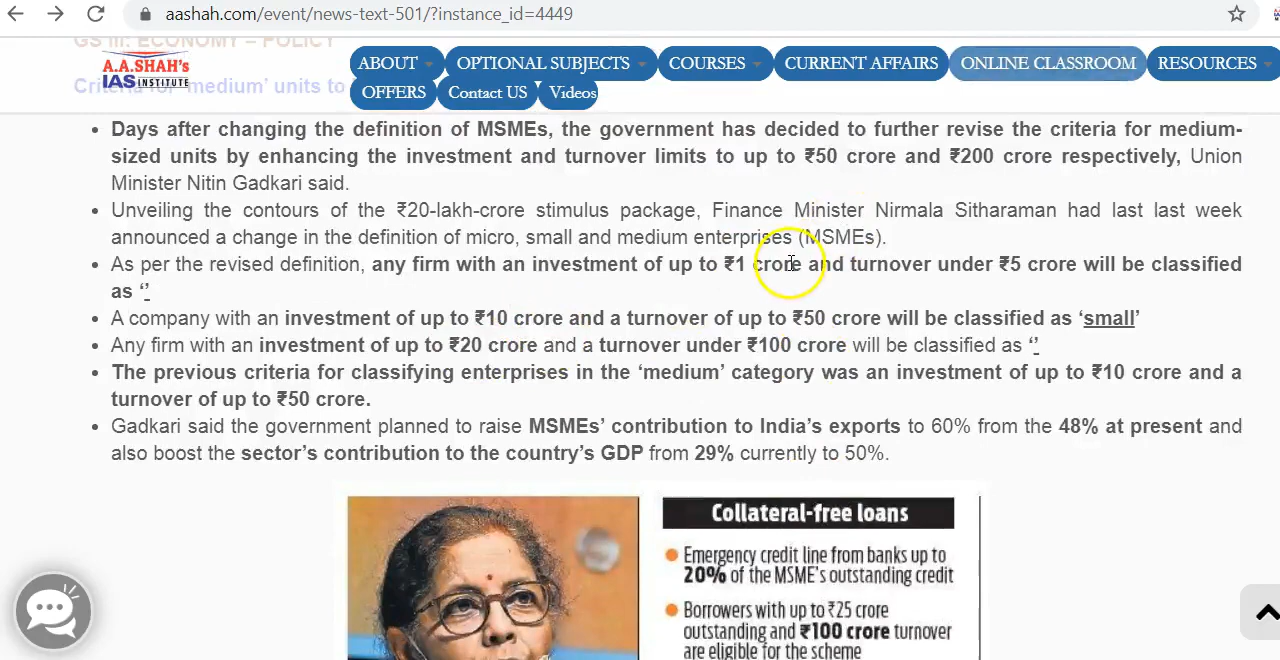 aashah.com/event/news-text-501/?instance_id=4449
GS III: ECONOMY – POLICY
A.A.SHAH's
IAS INSTITUTE
ABOUT OPTIONAL SUBJECTS COURSES CURRENT AFFAIRS ONLINE CLASSROOM RESOURCES
OFFERS Contact US Videos
Criteria for 'medium' units to
• Days after changing the definition of MSMEs, the government has decided to further revise the criteria for medium-
sized units by enhancing the investment and turnover limits to up to ₹50 crore and ₹200 crore respectively, Union
Minister Nitin Gadkari said.
• Unveiling the contours of the ₹20-lakh-crore stimulus package, Finance Minister Nirmala Sitharaman had last last week
announced a change in the definition of micro, small and medium enterprises (MSMEs).
• As per the revised definition, any firm with an investment of up to ₹1 crore and turnover under ₹5 crore will be classified
as ‘’
• A company with an investment of up to ₹10 crore and a turnover of up to ₹50 crore will be classified as ‘small’
• Any firm with an investment of up to ₹20 crore and a turnover under ₹100 crore will be classified as ‘’
• The previous criteria for classifying enterprises in the ‘medium’ category was an investment of up to ₹10 crore and a
turnover of up to ₹50 crore.
• Gadkari said the government planned to raise MSMEs’ contribution to India’s exports to 60% from the 48% at present and
also boost the sector’s contribution to the country’s GDP from 29% currently to 50%.
Collateral-free loans
• Emergency credit line from banks up to
20% of the MSME's outstanding credit
• Borrowers with up to ₹25 crore
outstanding and ₹100 crore turnover
are eligible for the scheme